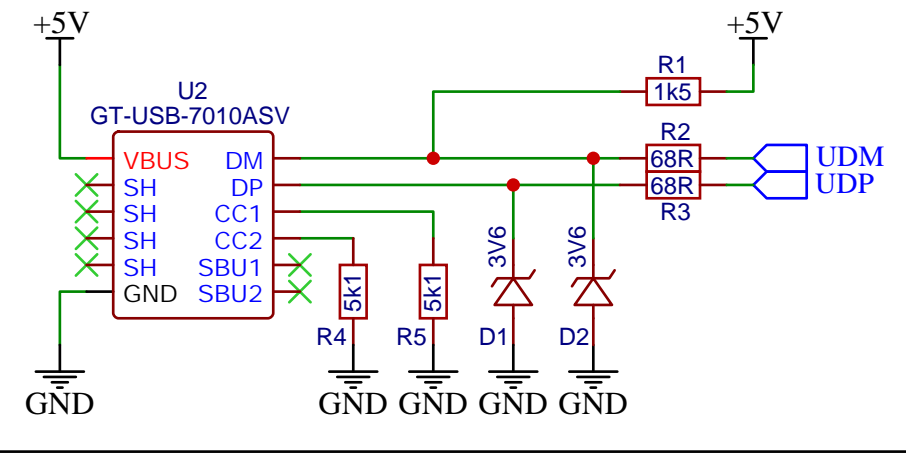 +5V
+5V
U2
GT-USB-7010ASV
R1
1k5
R2
VBUS DM
68R
UDM
SH DP
68R
UDP
R3
SH CC1
SH CC2
SH SBU1
GND SBU2
5k1
5k1
3V6
3V6
R4
R5
D1
D2
GND
GND
GND
GND
GND